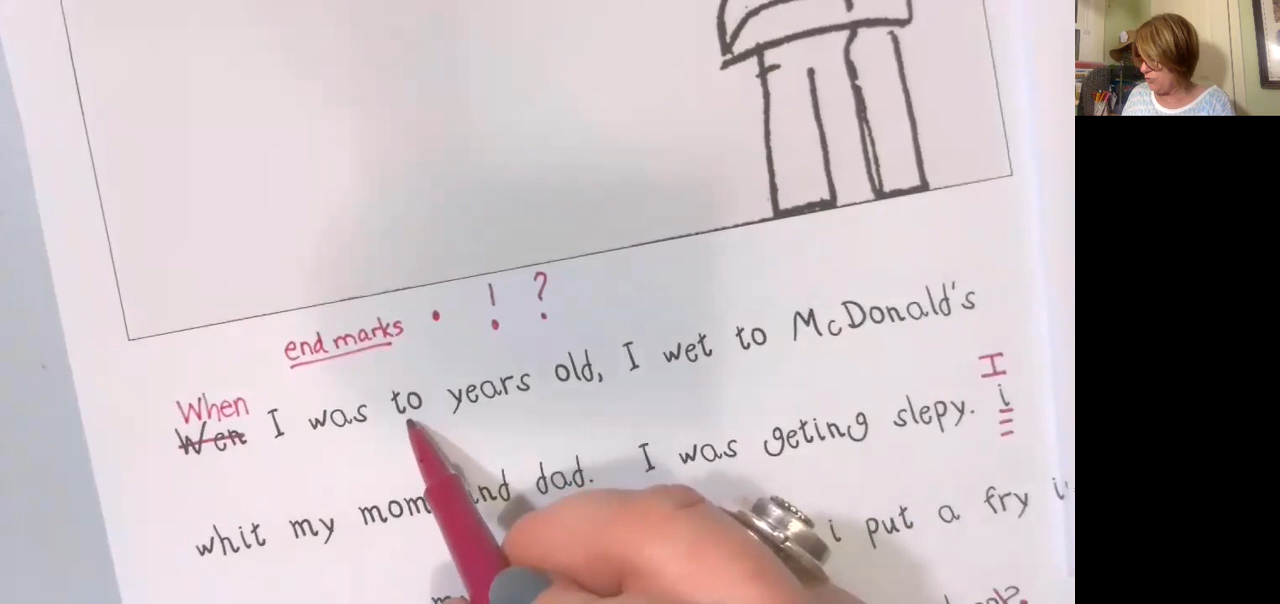 end marks . ! ?
When
Wen I was to years old, I wet to McDonald's
I
whit my mom and dad. I was geting slepy. i
i put a fry